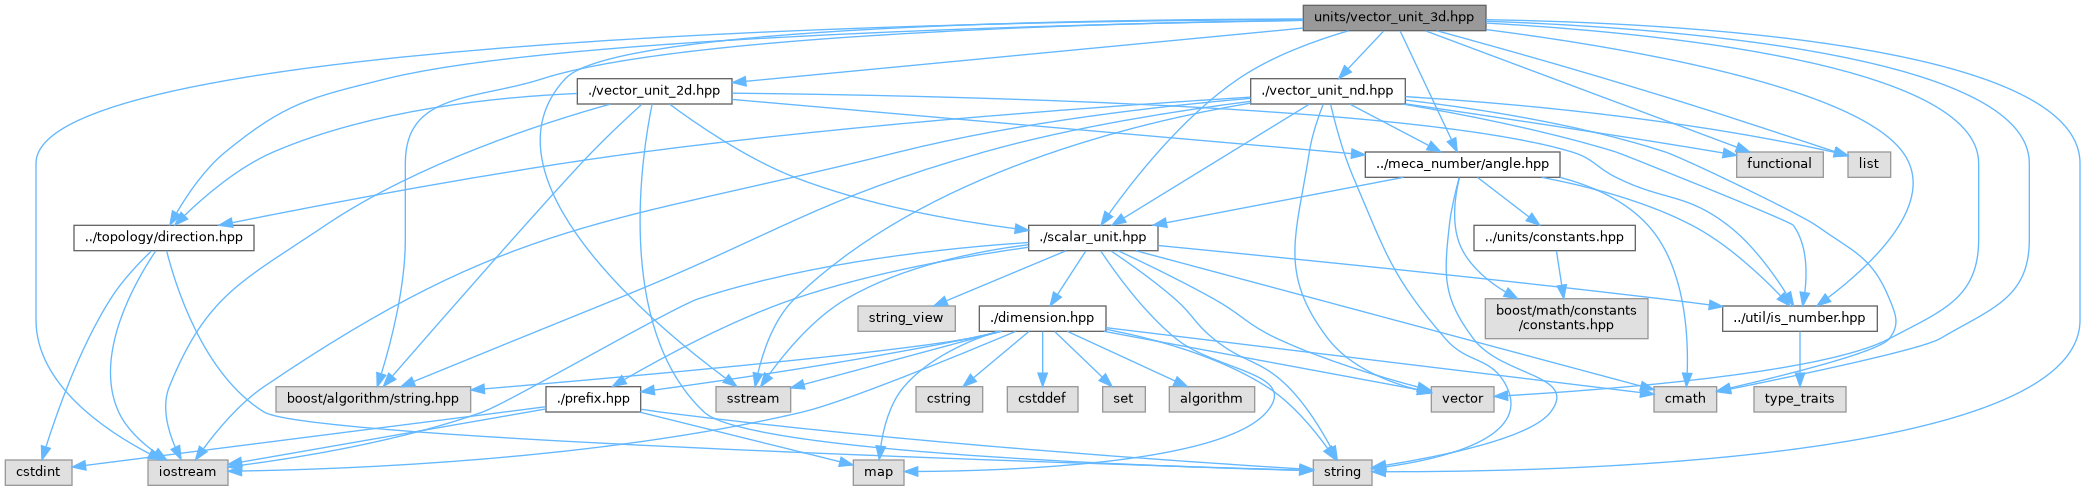 units/vector_unit_3d.hpp
./vector_unit_2d.hpp
./vector_unit_nd.hpp
../meca_number/angle.hpp
functional
list
../topology/direction.hpp
./scalar_unit.hpp
../units/constants.hpp
string_view
./dimension.hpp
boost/math/constants
/constants.hpp
../util/is_number.hpp
boost/algorithm/string.hpp
./prefix.hpp
sstream
cstring
cstddef
set
algorithm
vector
cmath
type_traits
cstdint
iostream
map
string